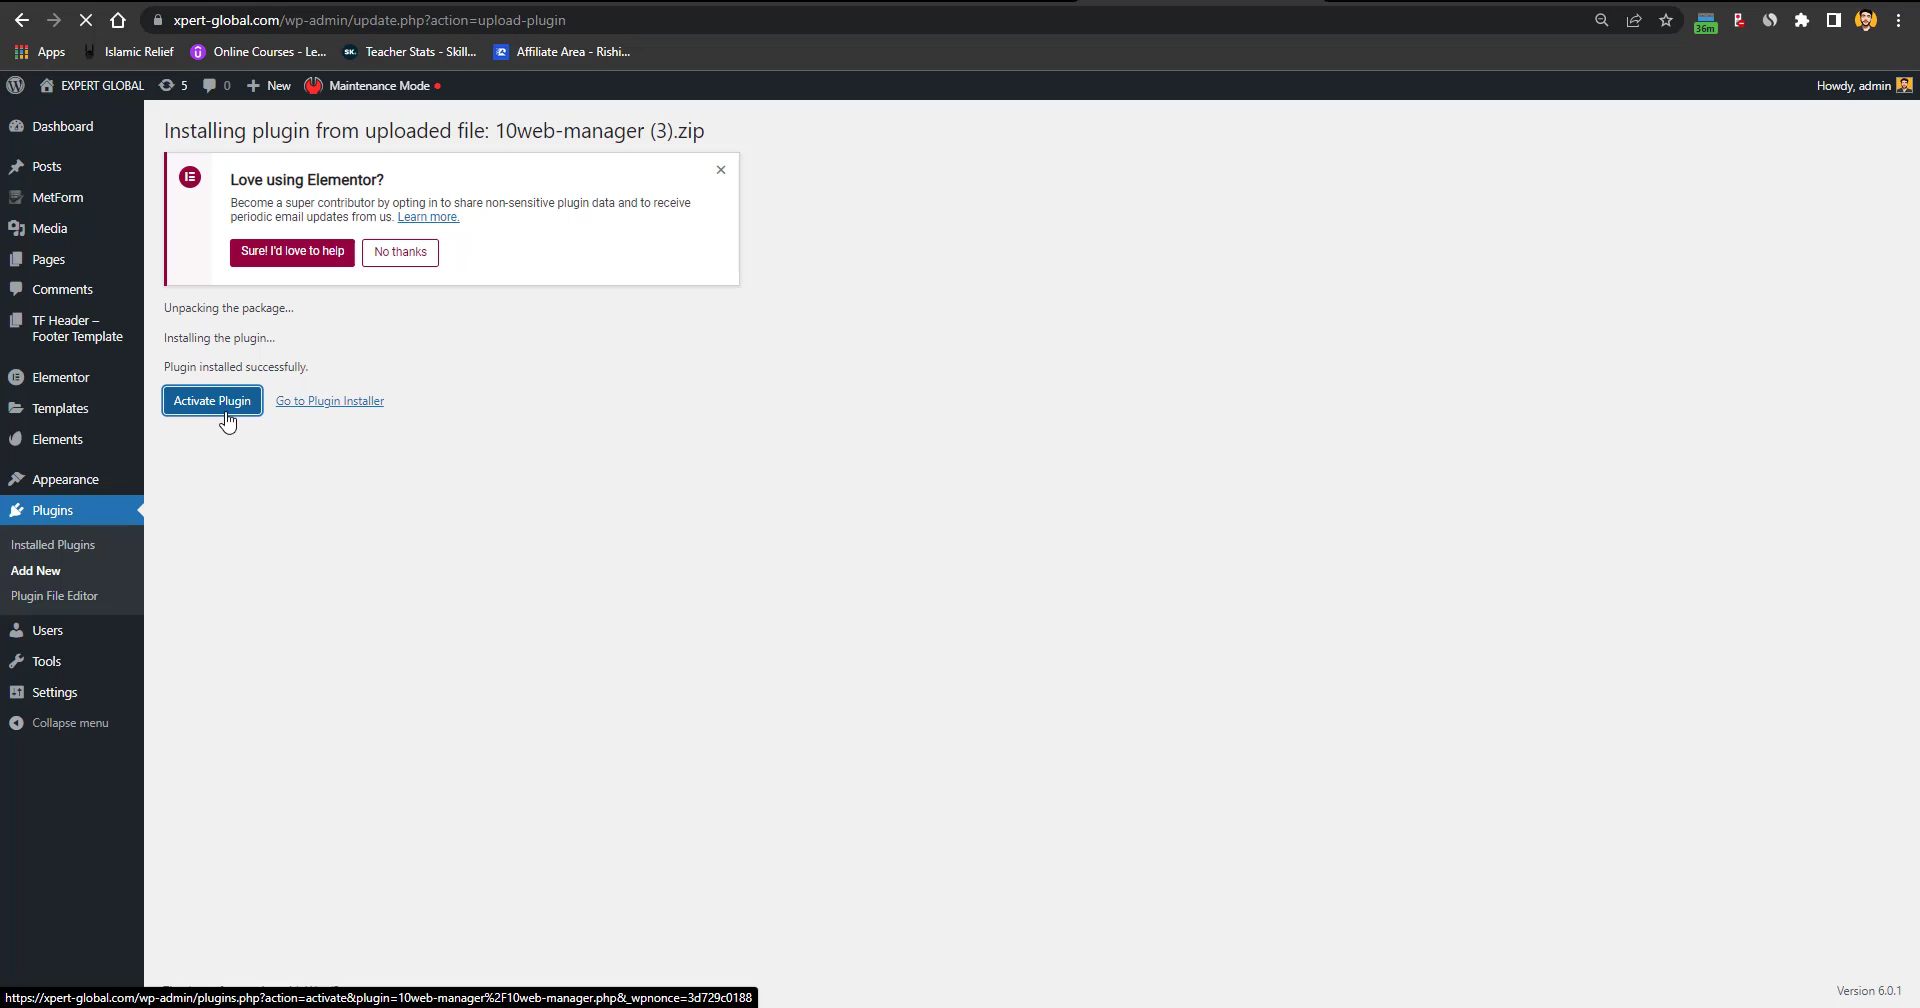 xpert-global.com/wp-admin/update.php?action=upload-plugin
36m
Apps
Islamic Relief
Online Courses - Le...
Teacher Stats - Skill...
Affiliate Area - Rishi...
EXPERT GLOBAL
5
0
New
Maintenance Mode
Howdy, admin
Dashboard
Posts
MetForm
Media
Pages
Comments
TF Header –
Footer Template
Elementor
Templates
Elements
Appearance
Plugins
Installed Plugins
Add New
Plugin File Editor
Users
Tools
Settings
Collapse menu
Installing plugin from uploaded file: 10web-manager (3).zip
Love using Elementor?
Become a super contributor by opting in to share non-sensitive plugin data and to receive
periodic email updates from us. Learn more.
Sure! I'd love to help
No thanks
Unpacking the package…
Installing the plugin…
Plugin installed successfully.
Activate Plugin
Go to Plugin Installer
https://xpert-global.com/wp-admin/plugins.php?action=activate&plugin=10web-manager%2F10web-manager.php&_wpnonce=3d729c0188
Version 6.0.1